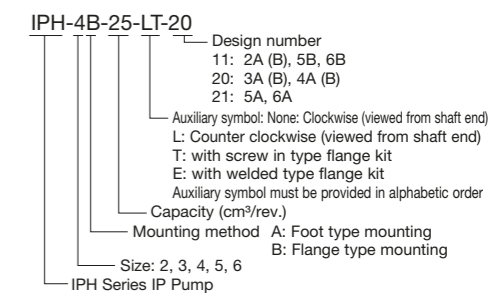 IPH-4B-25-LT-20
Design number
11: 2A (B), 5B, 6B
20: 3A (B), 4A (B)
21: 5A, 6A
Auxiliary symbol: None: Clockwise (viewed from shaft end)
L: Counter clockwise (viewed from shaft end)
T: with screw in type flange kit
E: with welded type flange kit
Auxiliary symbol must be provided in alphabetic order
Capacity (cm³/rev.)
Mounting method A: Foot type mounting
B: Flange type mounting
Size: 2, 3, 4, 5, 6
IPH Series IP Pump